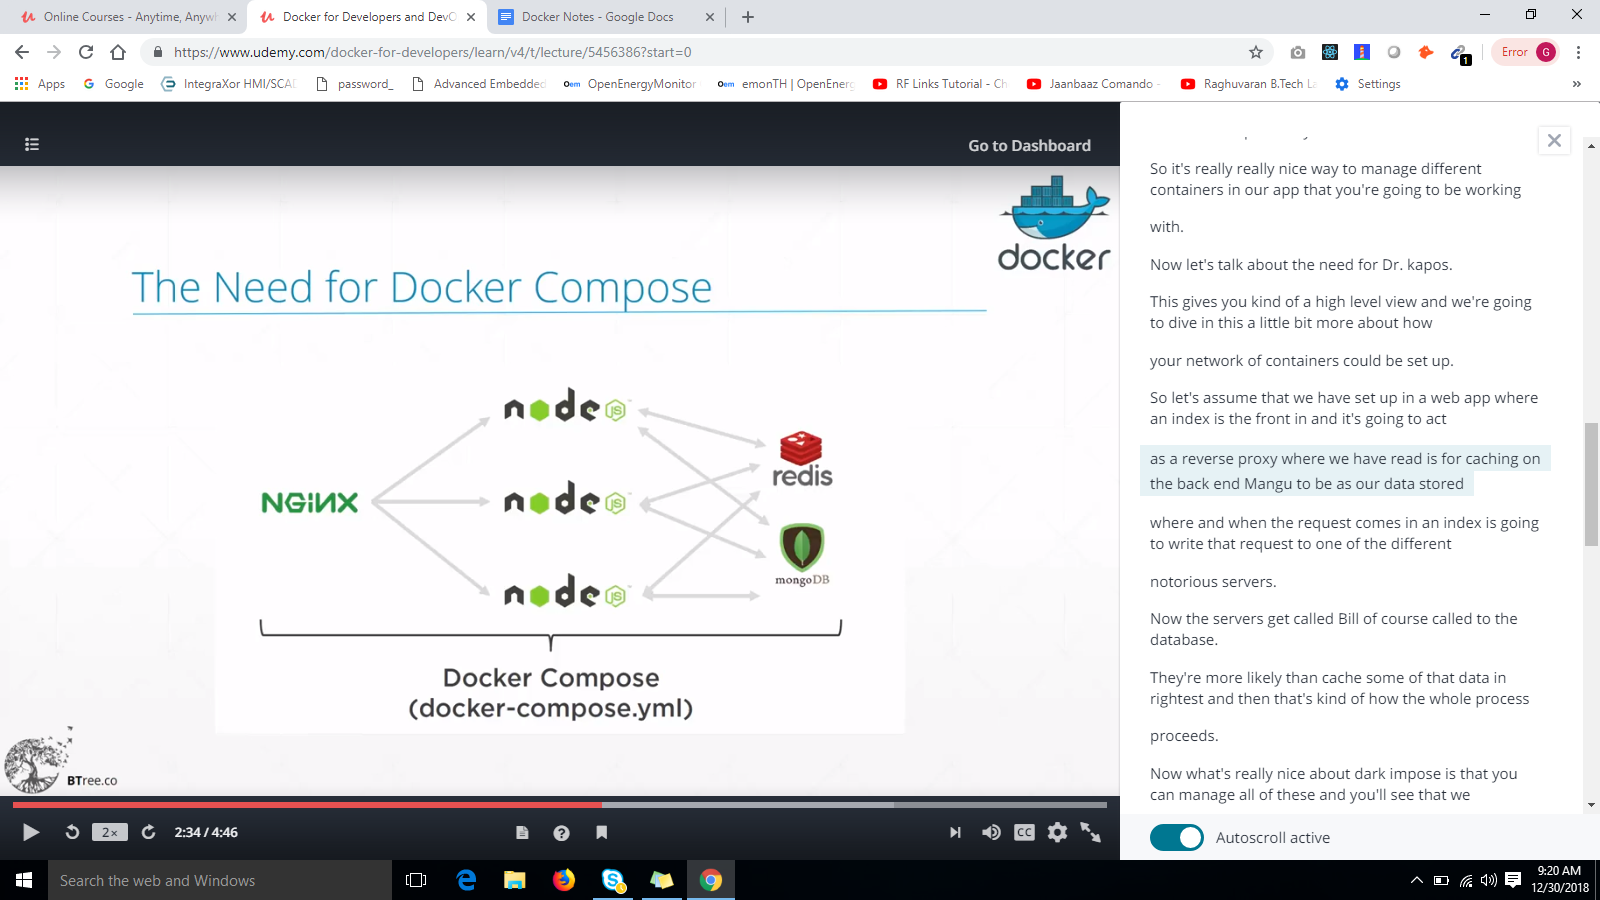 Online Courses - Anytime, Anywh
Docker for Developers and DevO
Docker Notes - Google Docs
https://www.udemy.com/docker-for-developers/learn/v4/t/lecture/5456386?start=0
1
Error G
Apps
Google
IntegraXor HMI/SCAD
password_
Advanced Embedded
OpenEnergyMonitor
emonTH | OpenEnerg
RF Links Tutorial - Ch
Jaanbaaz Comando -
Raghuvaran B.Tech La
Settings
»
Go to Dashboard
docker
The Need for Docker Compose
node JS
NGiNX
node JS
node JS
redis
mongoDB
Docker Compose
(docker-compose.yml)
BTree.co
2x
2:34 / 4:46
CC
So it's really really nice way to manage different
containers in our app that you're going to be working
with.
Now let's talk about the need for Dr. kapos.
This gives you kind of a high level view and we're going
to dive in this a little bit more about how
your network of containers could be set up.
So let's assume that we have set up in a web app where
an index is the front in and it's going to act
as a reverse proxy where we have read is for caching on
the back end Mangu to be as our data stored
where and when the request comes in an index is going
to write that request to one of the different
notorious servers.
Now the servers get called Bill of course called to the
database.
They're more likely than cache some of that data in
rightest and then that's kind of how the whole process
proceeds.
Now what's really nice about dark impose is that you
can manage all of these and you'll see that we
Autoscroll active
Search the web and Windows
9:20 AM
12/30/2018